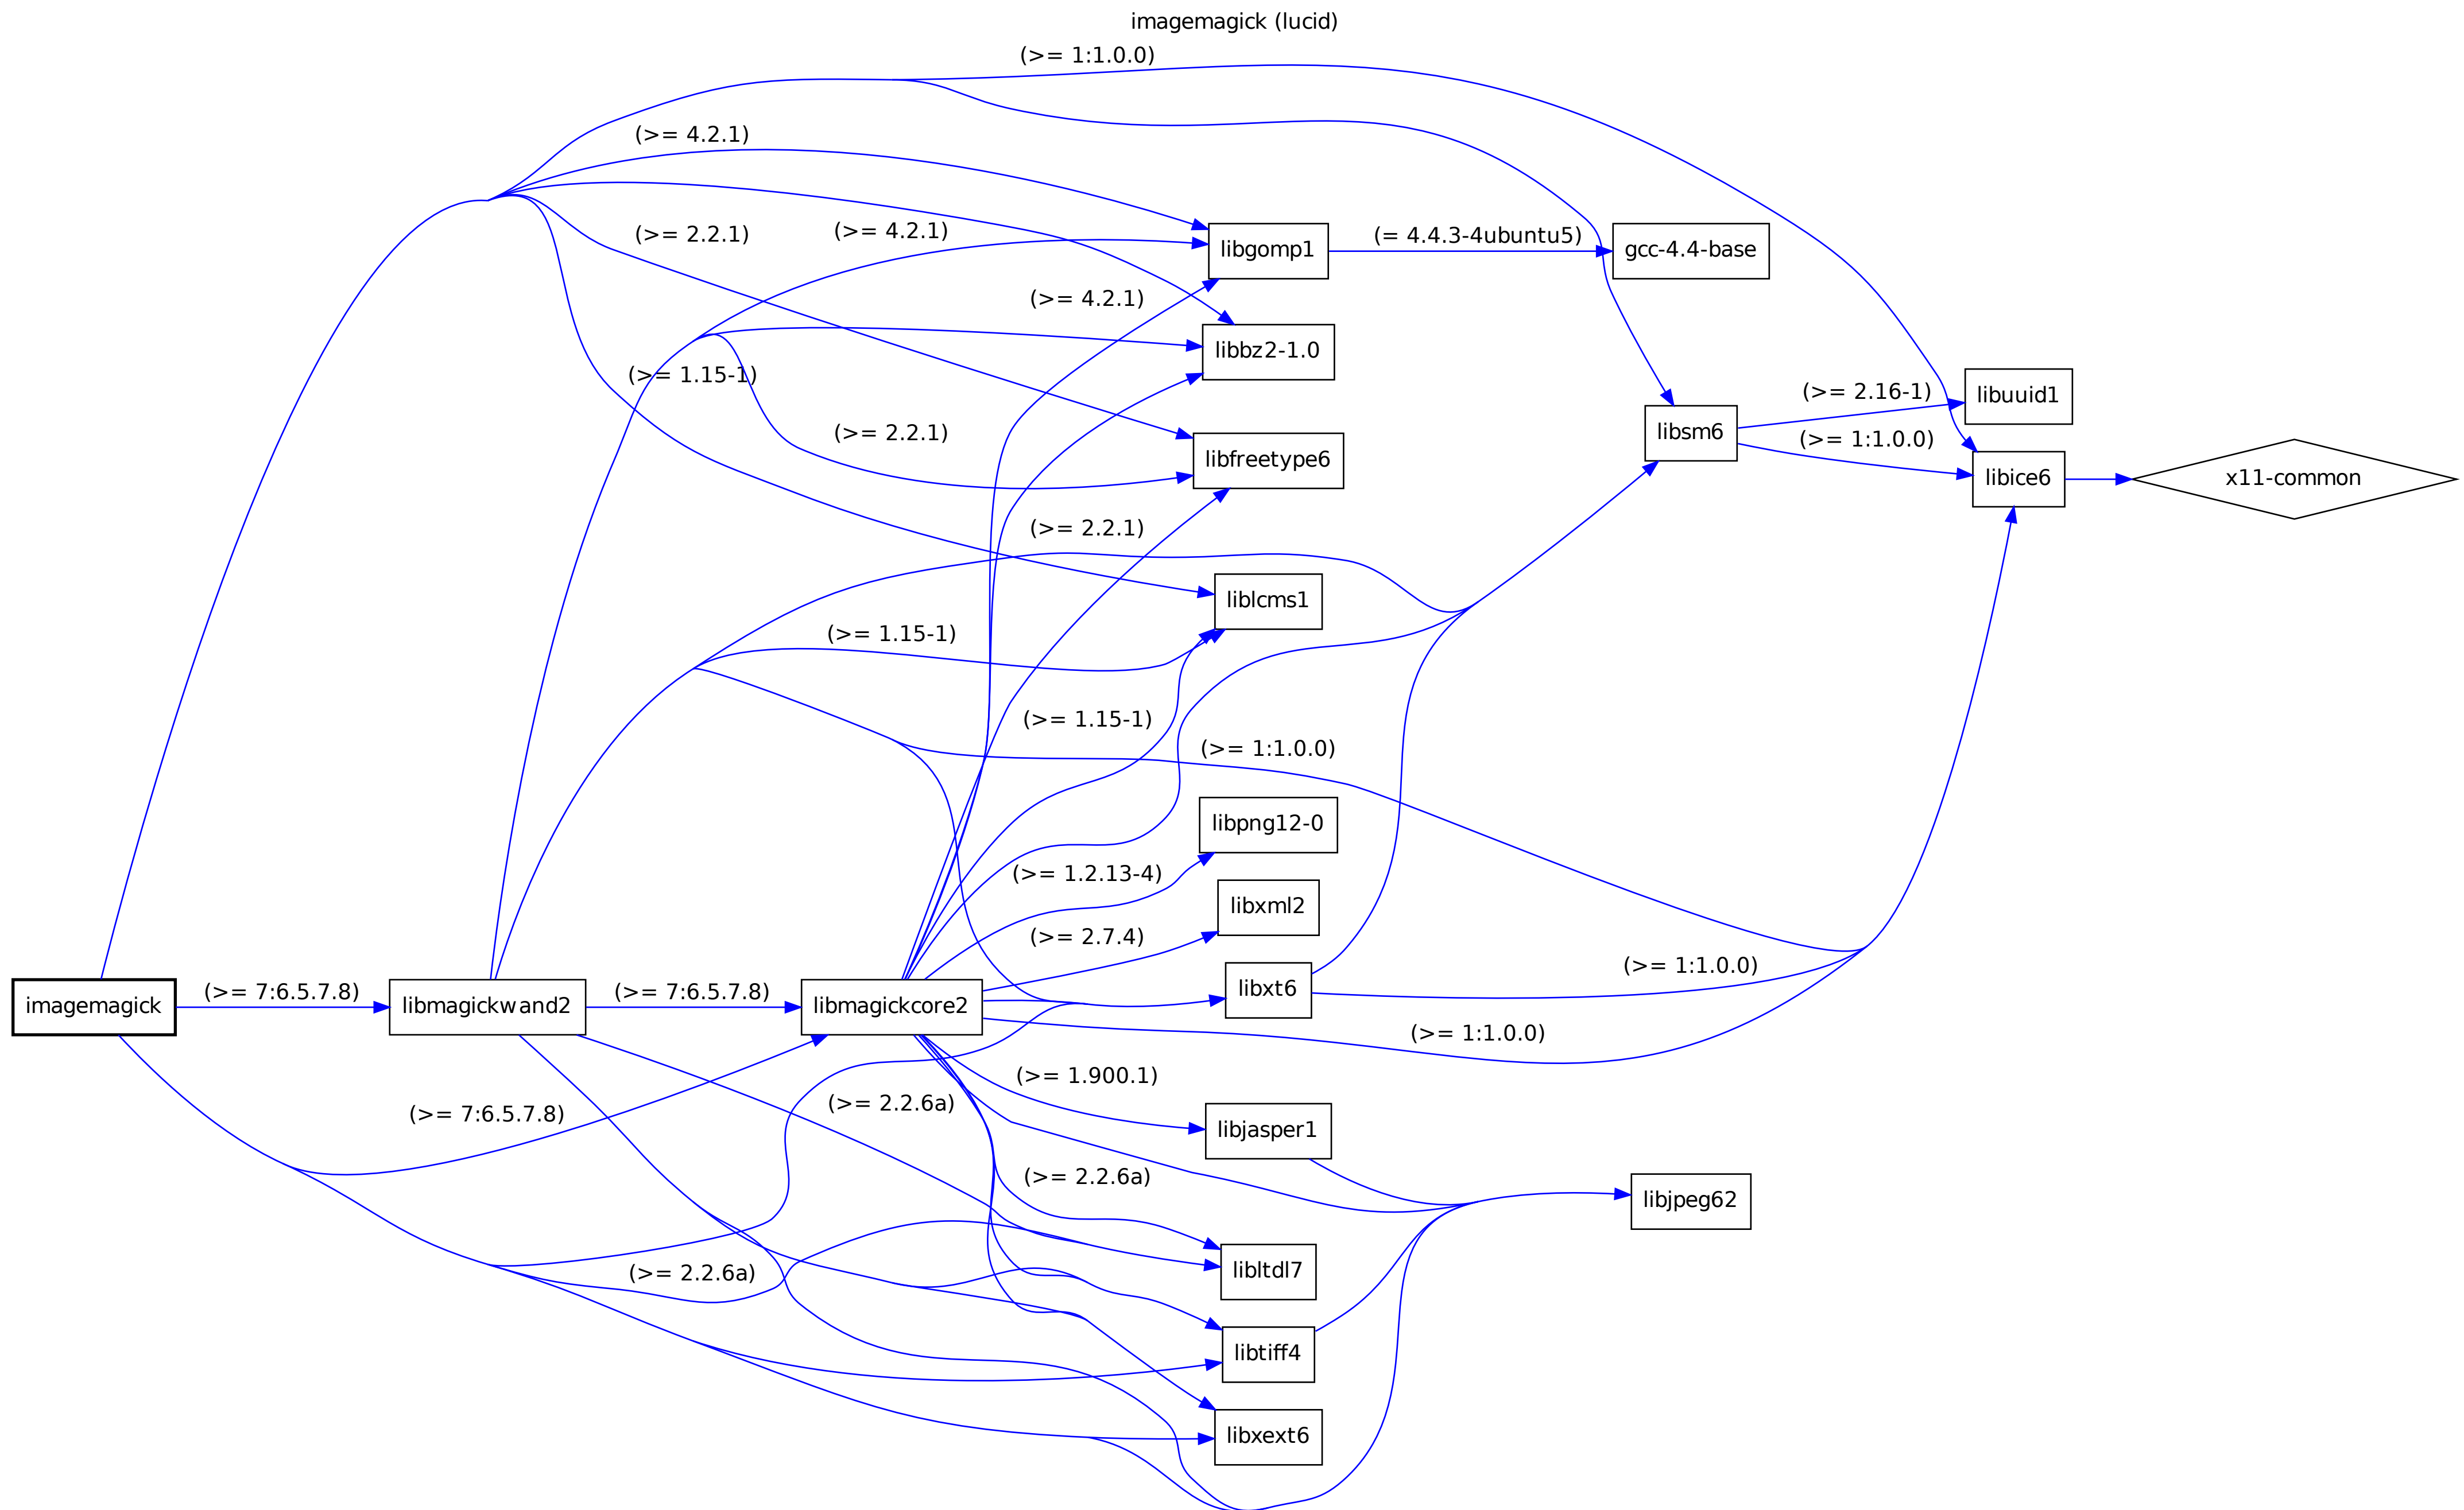 imagemagick (lucid)
(>= 1:1.0.0)
(>= 4.2.1)
(>= 2.2.1)
(>= 4.2.1)
(= 4.4.3-4ubuntu5)
libgomp1
gcc-4.4-base
(>= 4.2.1)
libbz2-1.0
(>= 1.15-1)
(>= 2.16-1)
libuuid1
(>= 2.2.1)
libsm6
(>= 1:1.0.0)
libfreetype6
libice6
x11-common
(>= 2.2.1)
liblcms1
(>= 1.15-1)
(>= 1.15-1)
(>= 1:1.0.0)
libpng12-0
(>= 1.2.13-4)
libxml2
(>= 2.7.4)
(>= 1:1.0.0)
libxt6
(>= 7:6.5.7.8)
(>= 7:6.5.7.8)
imagemagick
libmagickwand2
libmagickcore2
(>= 1:1.0.0)
(>= 1.900.1)
(>= 2.2.6a)
(>= 7:6.5.7.8)
libjasper1
(>= 2.2.6a)
libjpeg62
(>= 2.2.6a)
libltdl7
libtiff4
libxext6